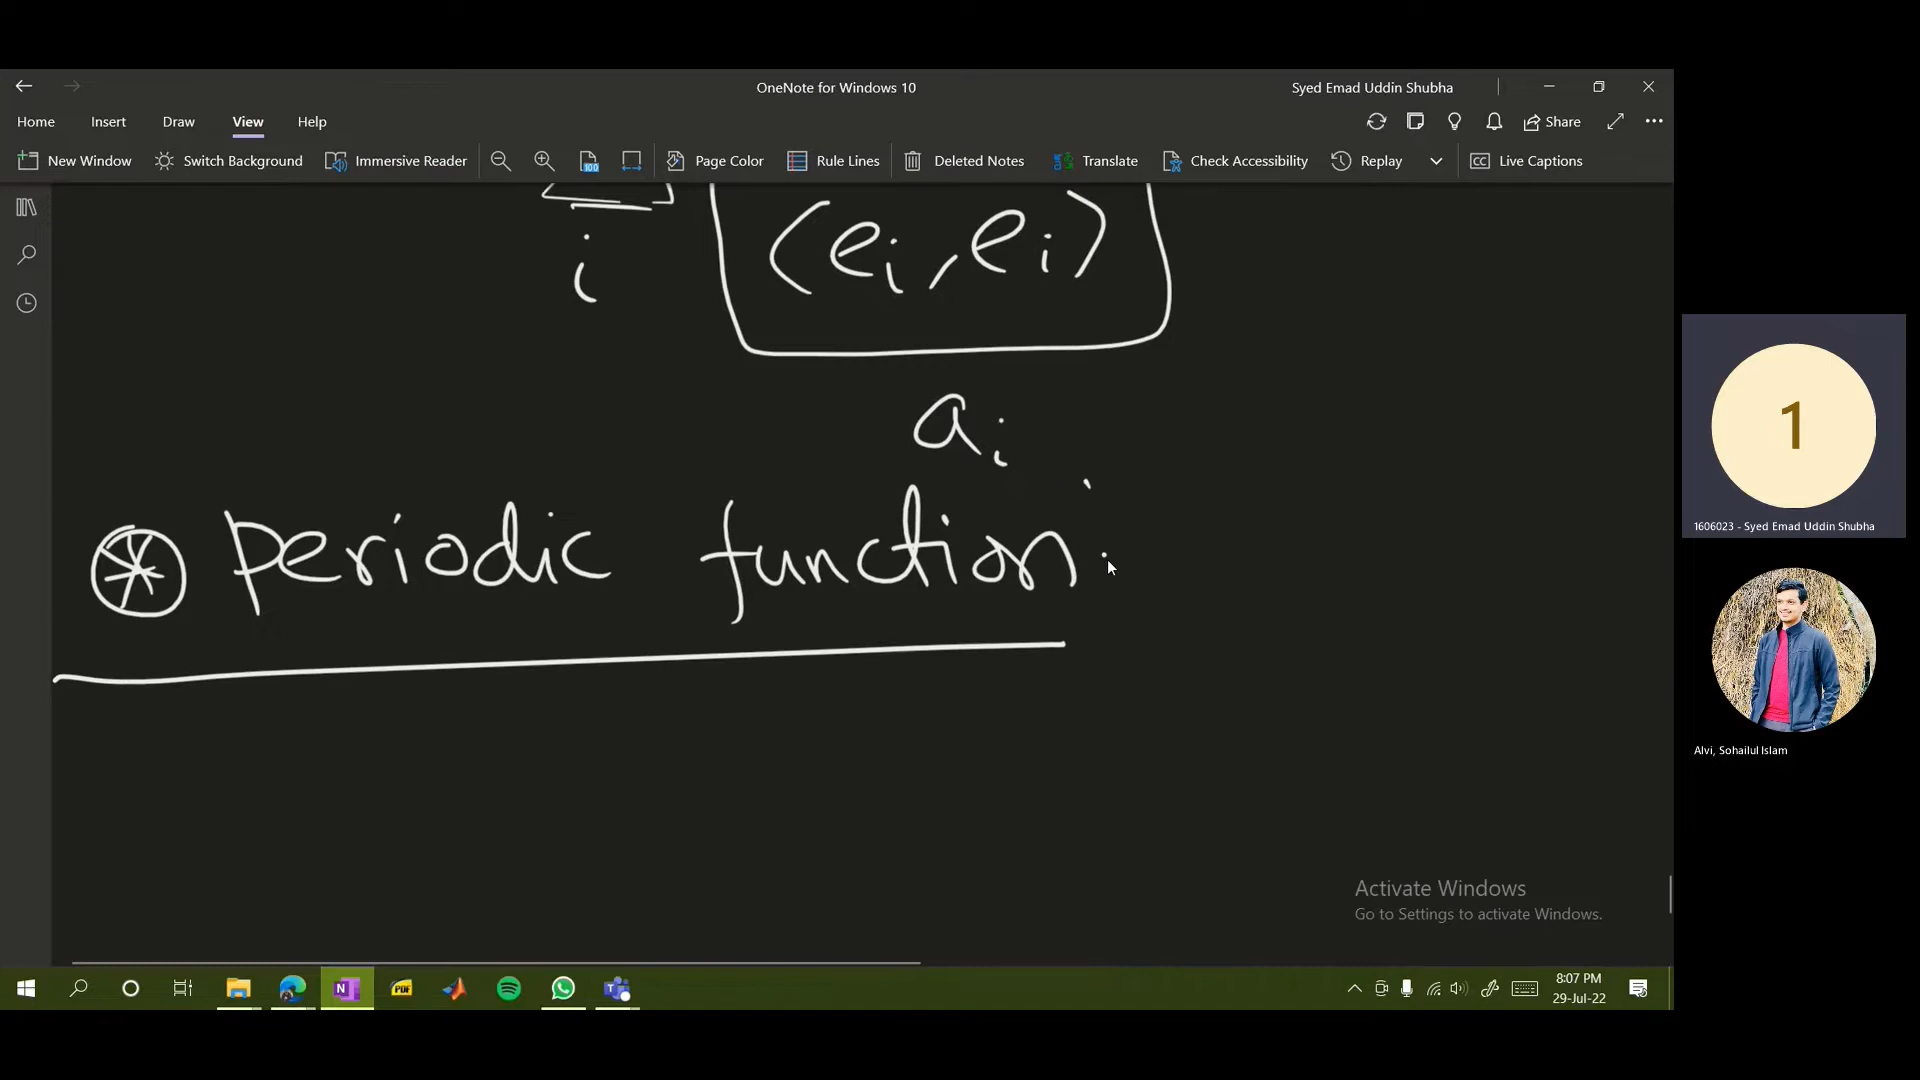 OneNote for Windows 10
Syed Emad Uddin Shubha
Home Insert Draw View Help
Share
New Window Switch Background Immersive Reader 100 Page Color Rule Lines Deleted Notes Translate Check Accessibility Replay CC Live Captions
i (ei, ei)
ai
periodic function:
1
1606023 - Syed Emad Uddin Shubha
Alvi, Sohailul Islam
Activate Windows
Go to Settings to activate Windows.
N PDF
8:07 PM
29-Jul-22